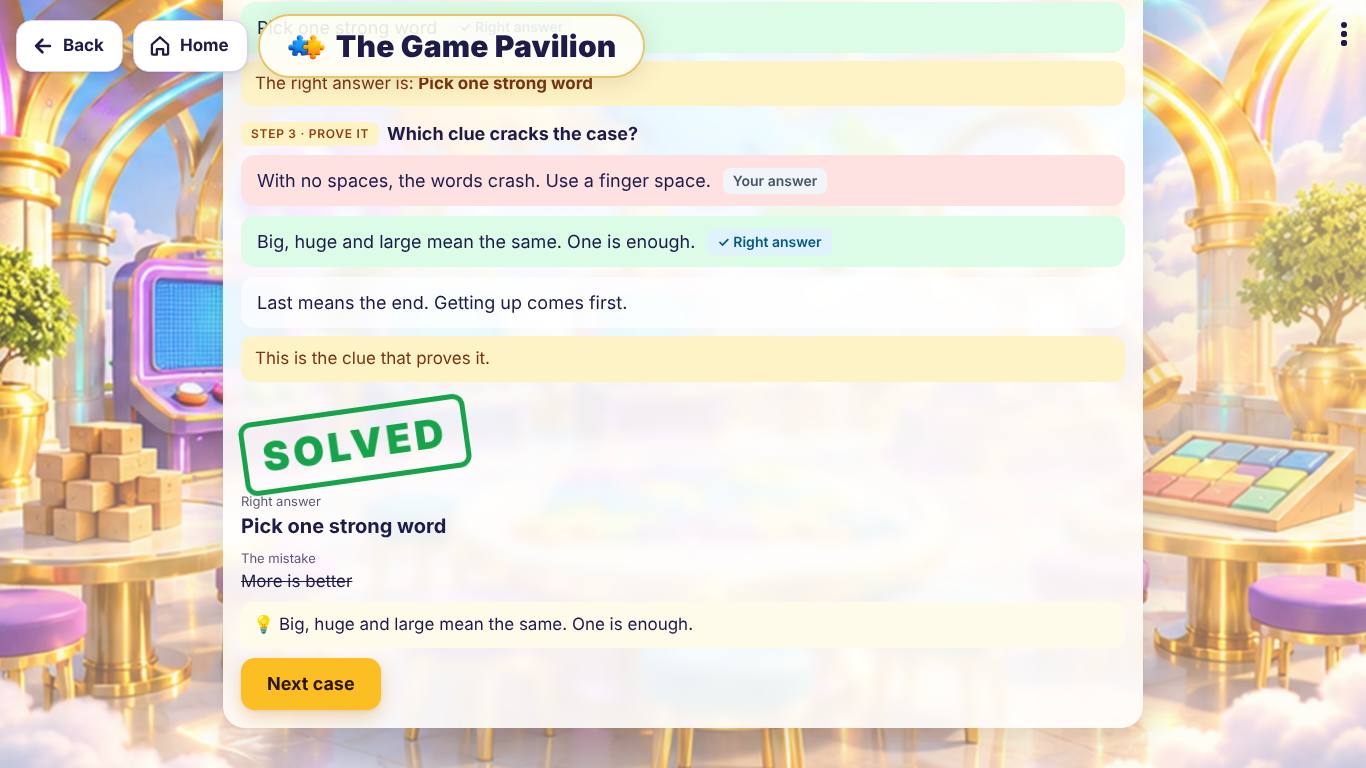 Back
Home
The Game Pavilion
Pick one strong word ✓ Right answer
The right answer is: Pick one strong word
STEP 3 · PROVE IT Which clue cracks the case?
With no spaces, the words crash. Use a finger space. Your answer
Big, huge and large mean the same. One is enough. ✓ Right answer
Last means the end. Getting up comes first.
This is the clue that proves it.
SOLVED
Right answer
Pick one strong word
The mistake
More is better
💡 Big, huge and large mean the same. One is enough.
Next case